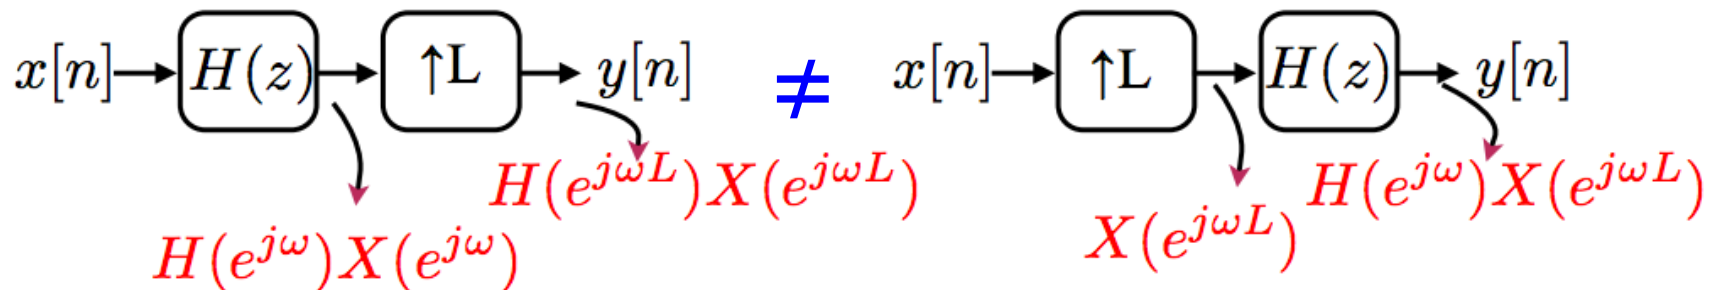 x[n] H(z) ↑L y[n] ≠ x[n] ↑L H(z) y[n]
H(e^{jωL})X(e^{jωL}) H(e^{jω})X(e^{jωL})
H(e^{jω})X(e^{jω}) X(e^{jωL})